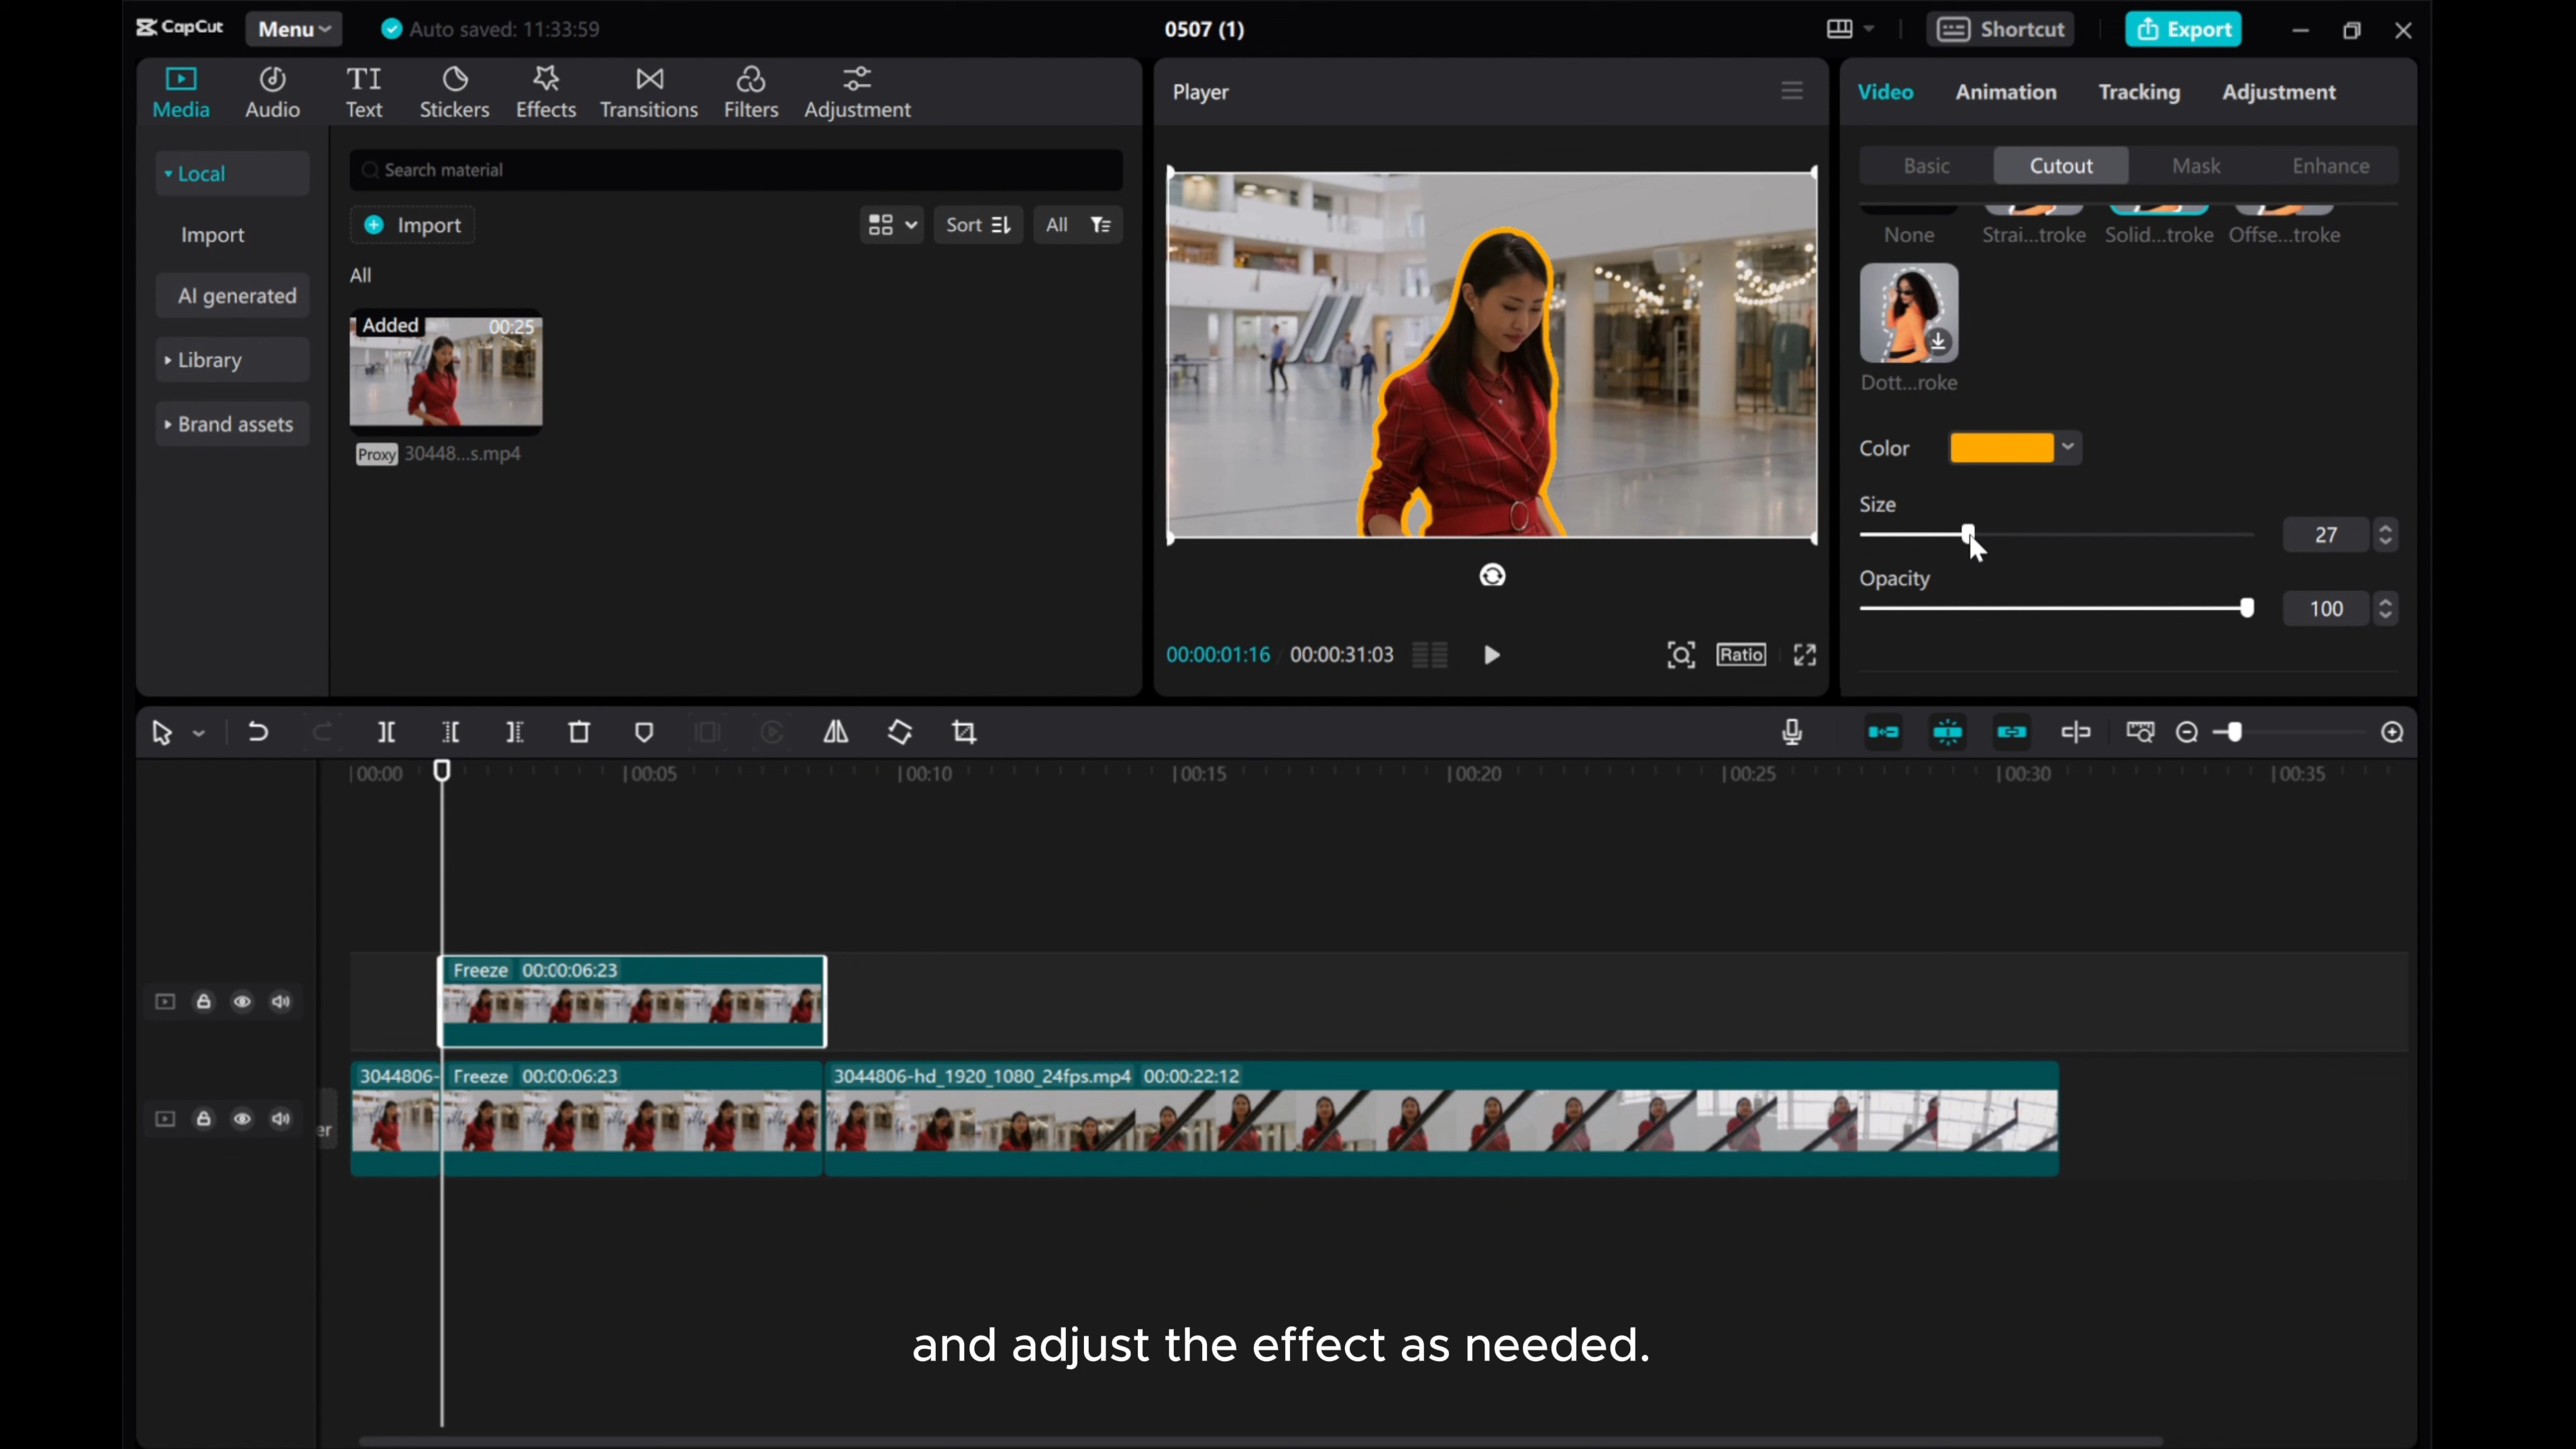 CapCut Menu Auto saved: 11:33:59 0507 (1) Shortcut Export
Media Audio Text Stickers Effects Transitions Filters Adjustment
Local
Import
AI generated
Library
Brand assets
Search material
Import Sort All
All
Added 00:25
Proxy 30448...s.mp4
Player
00:00:01:16 00:00:31:03 Ratio
Video Animation Tracking Adjustment
Basic Cutout Mask Enhance
None Strai...troke Solid...troke Offse...troke
Dott...roke
Color
Size
27
Opacity
100
00:00 00:05 00:10 00:15 00:20 00:25 00:30 00:35
Freeze 00:00:06:23
3044806- Freeze 00:00:06:23 3044806-hd_1920_1080_24fps.mp4 00:00:22:12
er
and adjust the effect as needed.